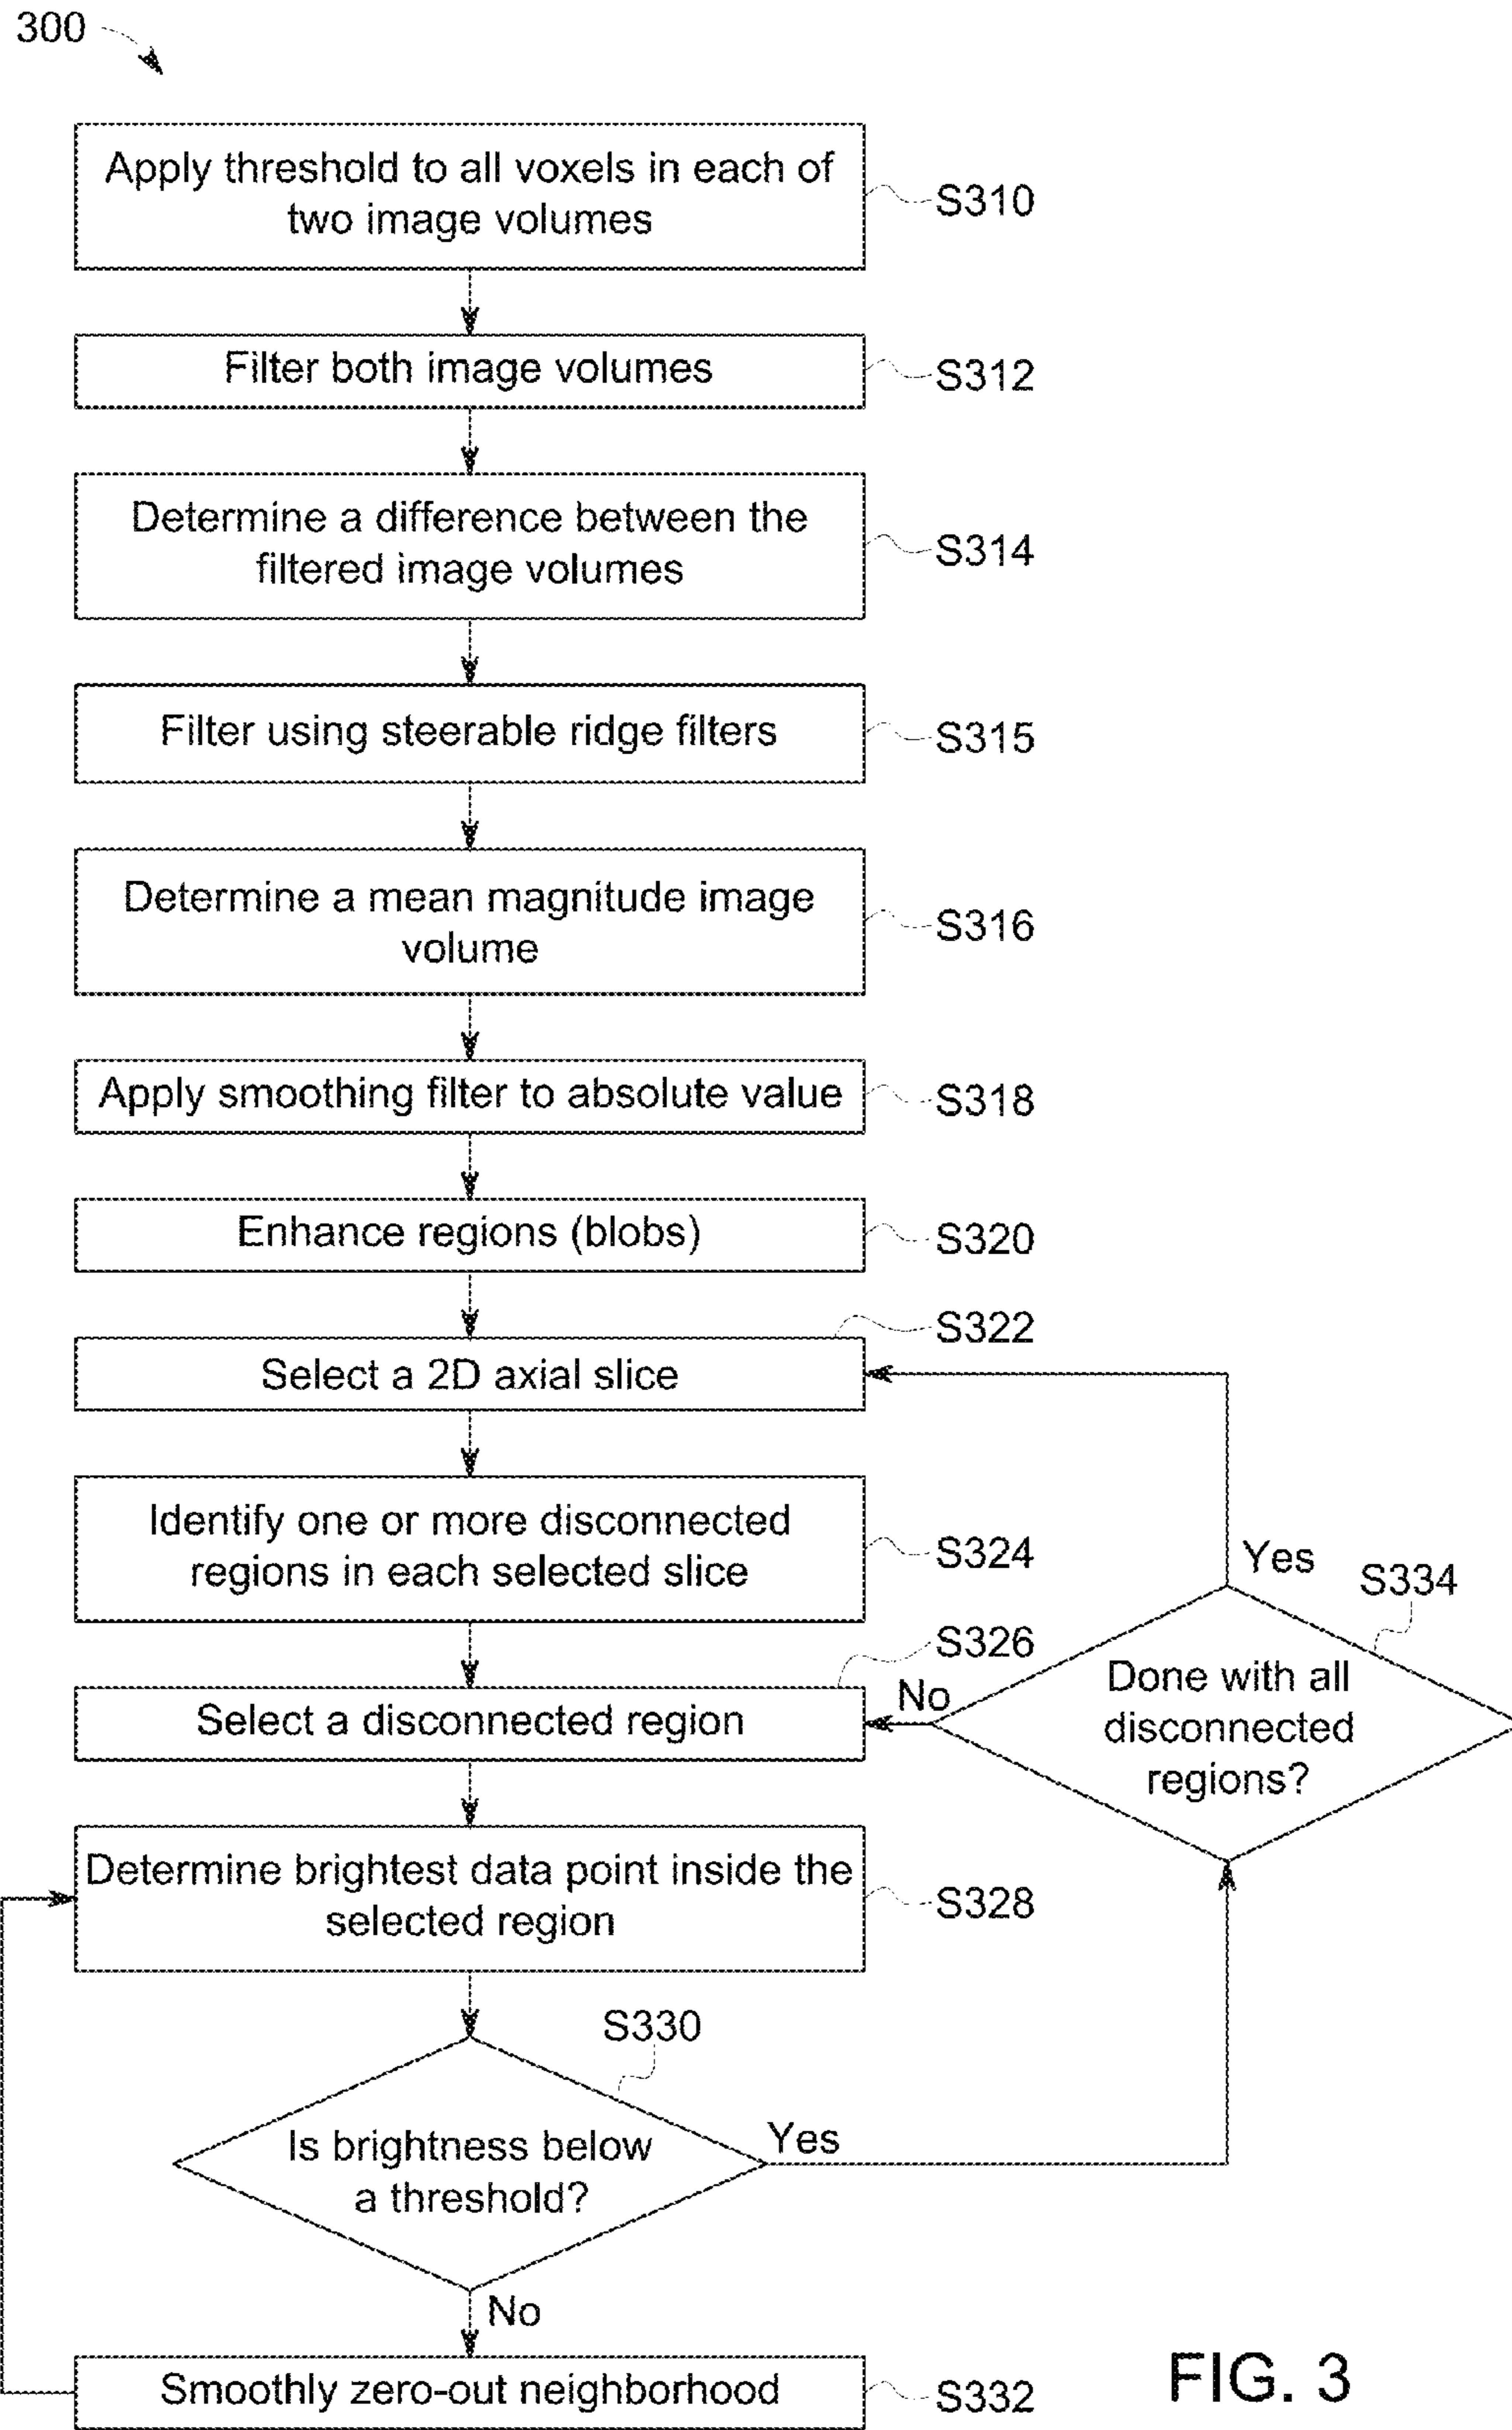 300
Apply threshold to all voxels in each of
two image volumes
S310
Filter both image volumes
S312
Determine a difference between the
filtered image volumes
S314
Filter using steerable ridge filters
S315
Determine a mean magnitude image
volume
S316
Apply smoothing filter to absolute value
S318
Enhance regions (blobs)
S320
S322
Select a 2D axial slice
Identify one or more disconnected
regions in each selected slice
S324
Yes
S334
S326
Select a disconnected region
No
Done with all
disconnected
regions?
Determine brightest data point inside the
selected region
S328
S330
Is brightness below
a threshold?
Yes
No
Smoothly zero-out neighborhood
S332
FIG. 3